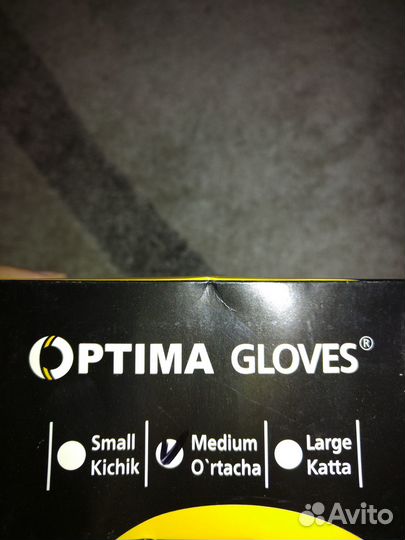 OPTIMA GLOVES®
Small
Kichik
Medium
O`rtacha
Large
Katta
Avito